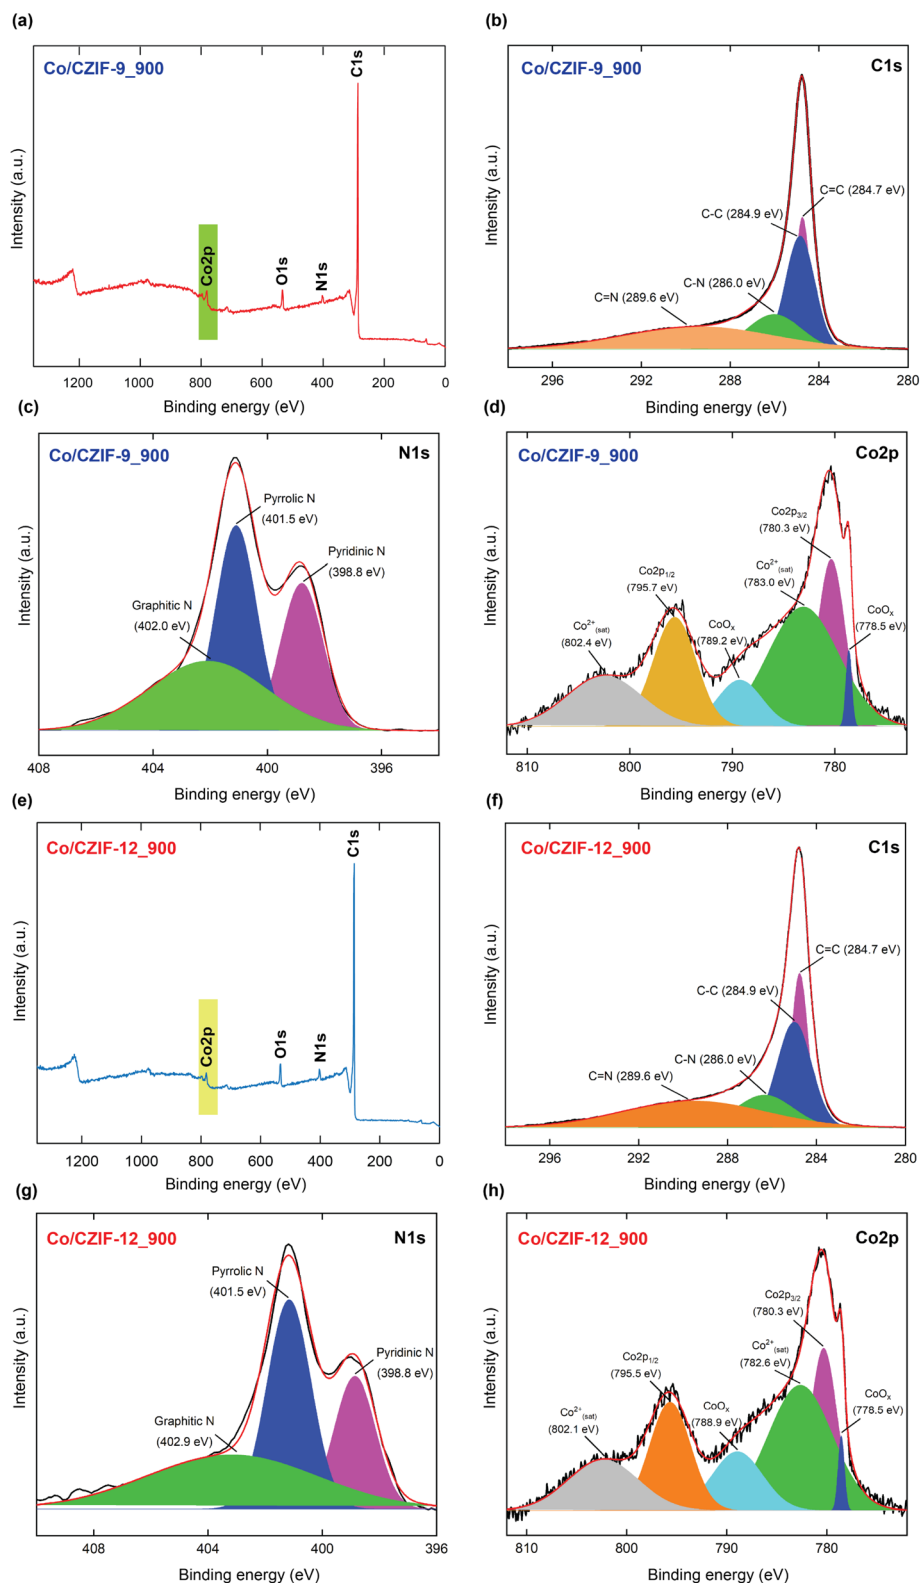 (a)
Co/CZIF-9_900
C1s
Co2p
O1s
N1s
Intensity (a.u.)
1200 1000 800 600 400 200 0
Binding energy (eV)
(b)
Co/CZIF-9_900
C1s
C=C (284.7 eV)
C-C (284.9 eV)
C-N (286.0 eV)
C=N (289.6 eV)
Intensity (a.u.)
296 292 288 284 280
Binding energy (eV)
(c)
Co/CZIF-9_900
N1s
Pyrrolic N
(401.5 eV)
Pyridinic N
(398.8 eV)
Graphitic N
(402.0 eV)
Intensity (a.u.)
408 404 400 396
Binding energy (eV)
(d)
Co/CZIF-9_900
Co2p
Co2p3/2
(780.3 eV)
Co2+(sat)
(783.0 eV)
Co2p1/2
(795.7 eV)
CoOx
(789.2 eV)
CoOx
(778.5 eV)
Co2+(sat)
(802.4 eV)
Intensity (a.u.)
810 800 790 780
Binding energy (eV)
(e)
Co/CZIF-12_900
C1s
Co2p
O1s
N1s
Intensity (a.u.)
1200 1000 800 600 400 200 0
Binding energy (eV)
(f)
Co/CZIF-12_900
C1s
C=C (284.7 eV)
C-C (284.9 eV)
C-N (286.0 eV)
C=N (289.6 eV)
Intensity (a.u.)
296 292 288 284 280
Binding energy (eV)
(g)
Co/CZIF-12_900
N1s
Pyrrolic N
(401.5 eV)
Pyridinic N
(398.8 eV)
Graphitic N
(402.9 eV)
Intensity (a.u.)
408 404 400 396
Binding energy (eV)
(h)
Co/CZIF-12_900
Co2p
Co2p3/2
(780.3 eV)
Co2+(sat)
(782.6 eV)
Co2p1/2
(795.5 eV)
CoOx
(788.9 eV)
CoOx
(778.5 eV)
Co2+(sat)
(802.1 eV)
Intensity (a.u.)
810 800 790 780
Binding energy (eV)